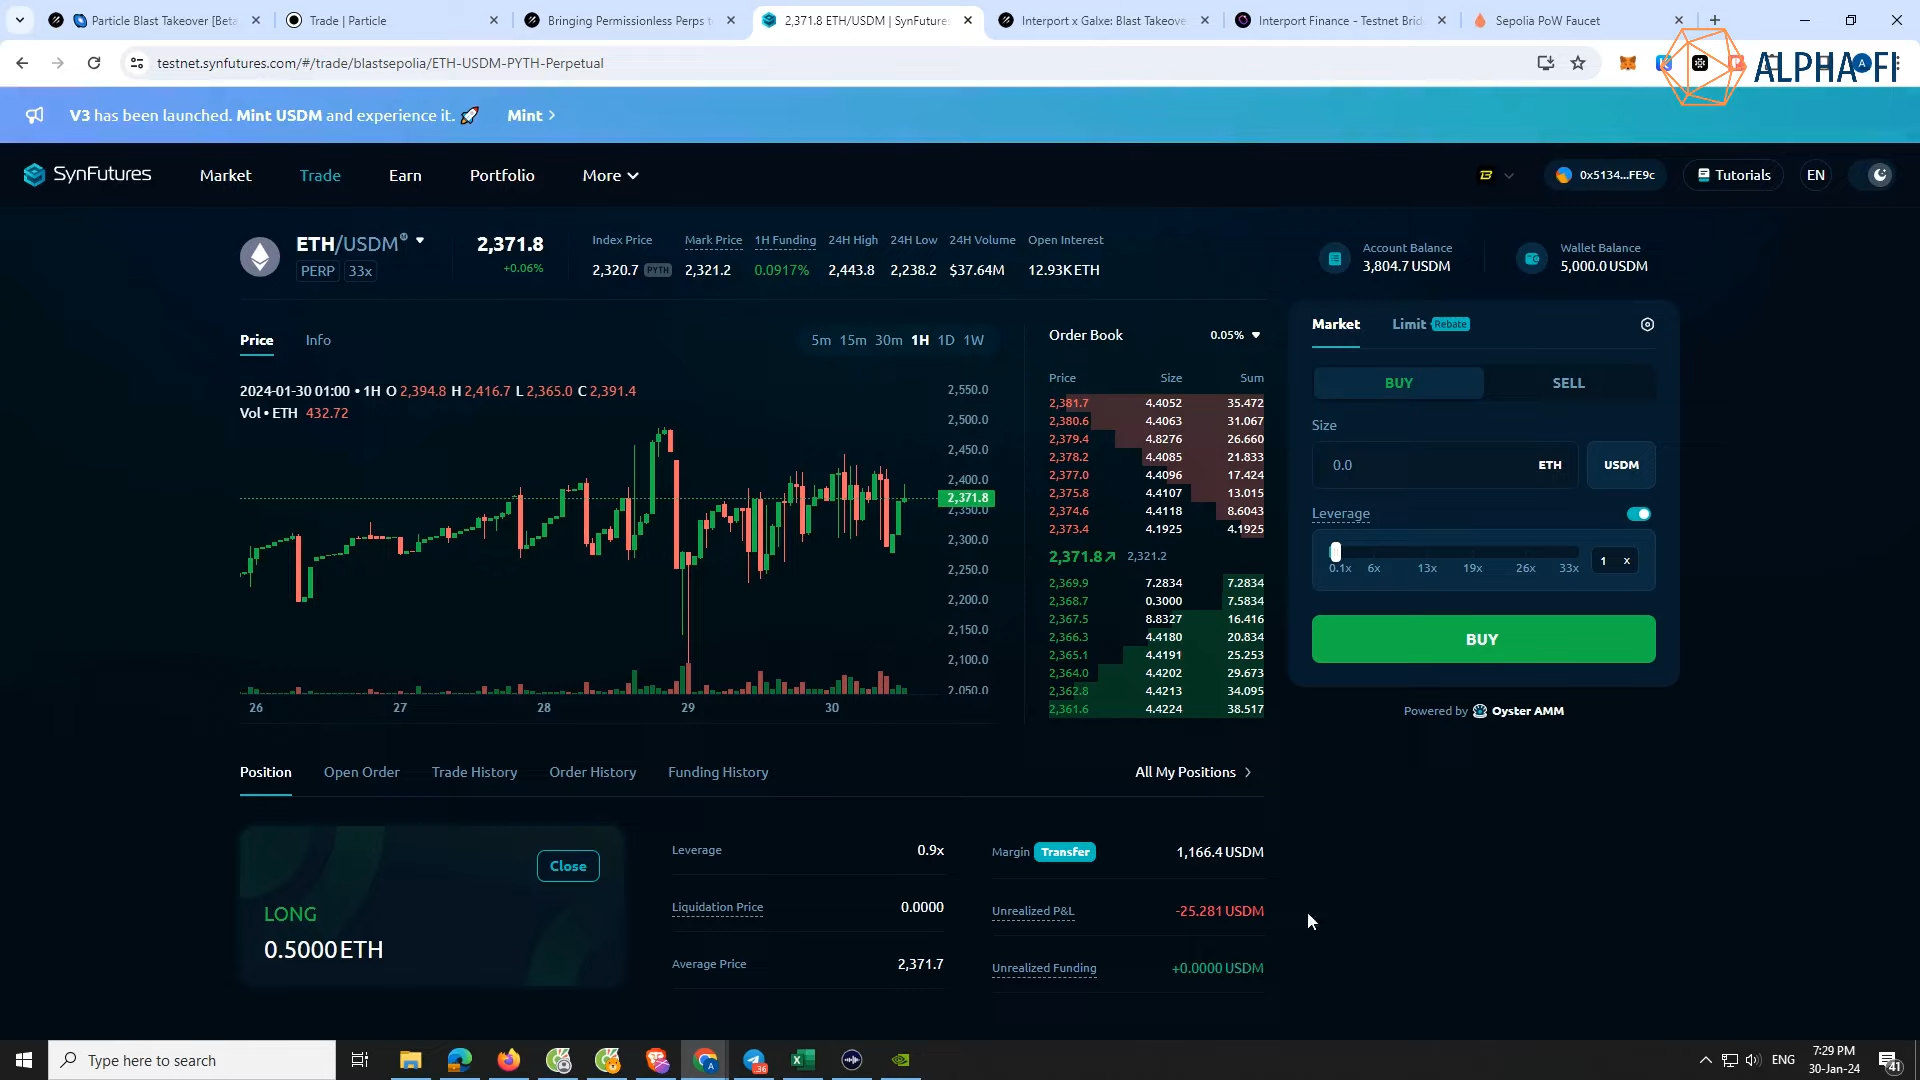 Particle Blast Takeover [Beta
Trade | Particle
Bringing Permissionless Perps t
2,371.8 ETH/USDM | SynFutures
Interport x Galxe: Blast Takeove
Interport Finance - Testnet Brid
Sepolia PoW Faucet
testnet.synfutures.com/#/trade/blastsepolia/ETH-USDM-PYTH-Perpetual
ALPHA FI
V3 has been launched. Mint USDM and experience it. 🚀 Mint >
SynFutures
Market
Trade
Earn
Portfolio
More
0x5134...FE9c
Tutorials
EN
ETH/USDM
PERP 33x
2,371.8
+0.06%
Index Price Mark Price 1H Funding 24H High 24H Low 24H Volume Open Interest
2,320.7 PYTH 2,321.2 0.0917% 2,443.8 2,238.2 $37.64M 12.93K ETH
Account Balance
3,804.7 USDM
Wallet Balance
5,000.0 USDM
Price Info
5m 15m 30m 1H 1D 1W
2024-01-30 01:00 • 1H O 2,394.8 H 2,416.7 L 2,365.0 C 2,391.4
Vol • ETH 432.72
2,550.0
2,500.0
2,450.0
2,400.0
2,371.8
2,350.0
2,300.0
2,250.0
2,200.0
2,150.0
2,100.0
2,050.0
26 27 28 29 30
Order Book 0.05%
Price Size Sum
2,381.7 4.4052 35.472
2,380.6 4.4063 31.067
2,379.4 4.8276 26.660
2,378.2 4.4085 21.833
2,377.0 4.4096 17.424
2,375.8 4.4107 13.015
2,374.6 4.4118 8.6043
2,373.4 4.1925 4.1925
2,371.8↗ 2,321.2
2,369.9 7.2834 7.2834
2,368.7 0.3000 7.5834
2,367.5 8.8327 16.416
2,366.3 4.4180 20.834
2,365.1 4.4191 25.253
2,364.0 4.4202 29.673
2,362.8 4.4213 34.095
2,361.6 4.4224 38.517
Market Limit Rebate
BUY SELL
Size
0.0 ETH USDM
Leverage
0.1x 6x 13x 19x 26x 33x
1 x
BUY
Powered by Oyster AMM
Position Open Order Trade History Order History Funding History
All My Positions >
Close
LONG
0.5000 ETH
Leverage 0.9x
Liquidation Price 0.0000
Average Price 2,371.7
Margin Transfer 1,166.4 USDM
Unrealized P&L -25.281 USDM
Unrealized Funding +0.0000 USDM
Type here to search
36
ENG
7:29 PM
30-Jan-24
41